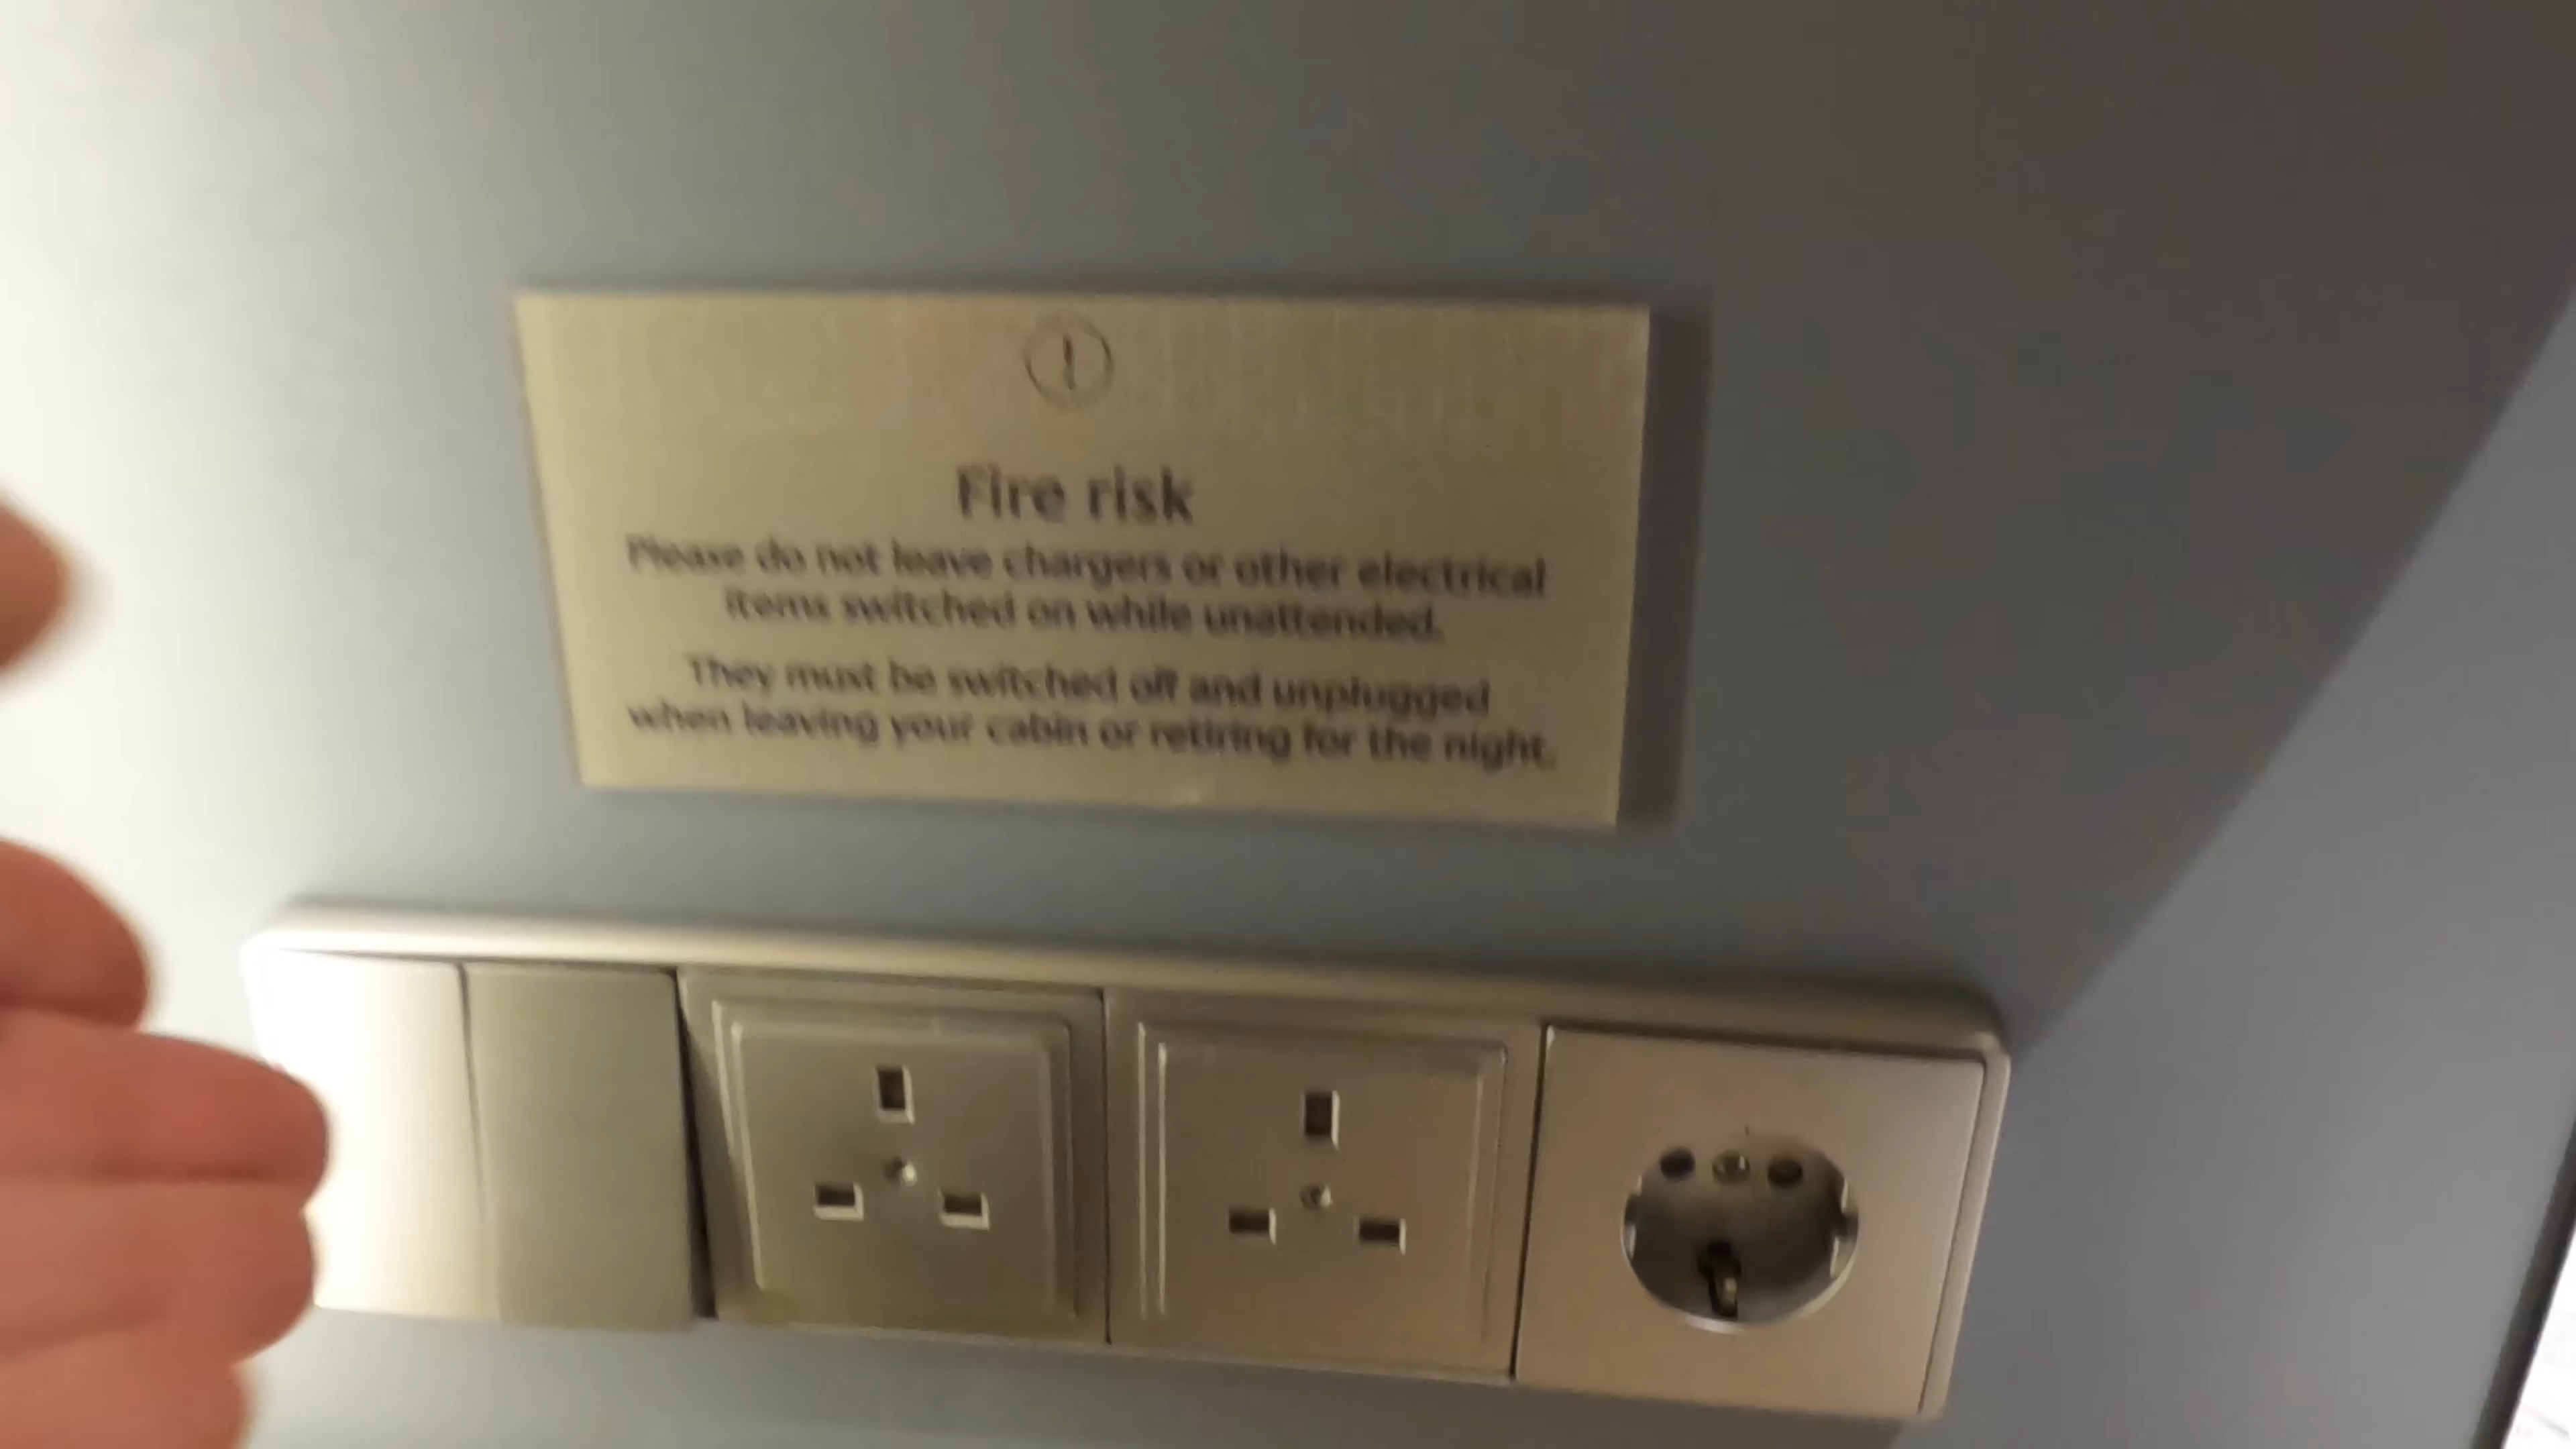 Fire risk
Please do not leave chargers or other electrical
items switched on while unattended.
They must be switched off and unplugged
when leaving your cabin or retiring for the night.